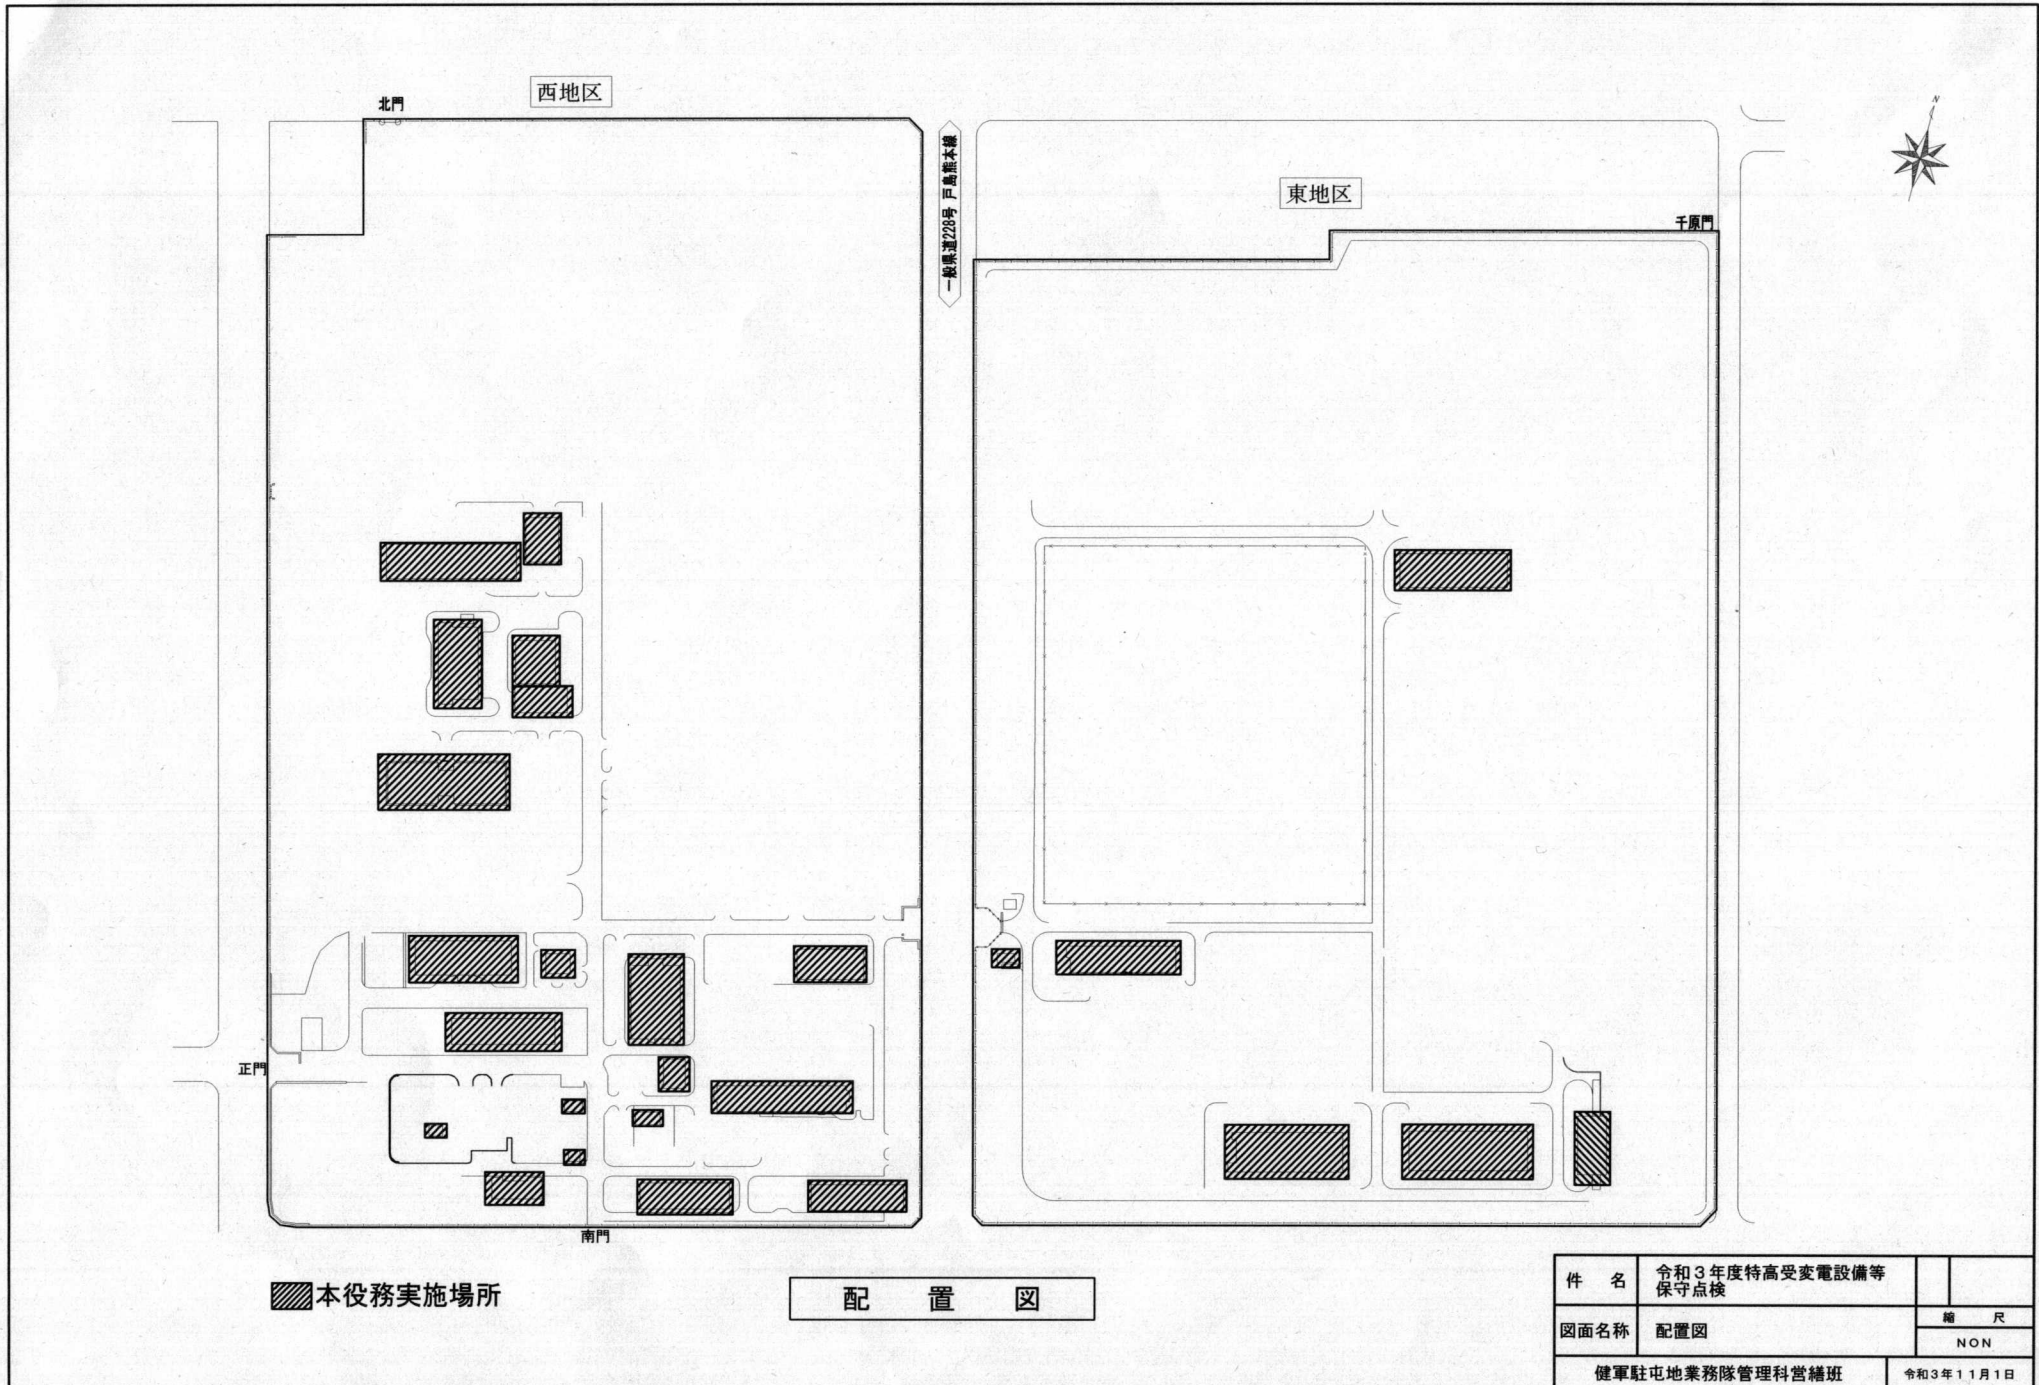 西地区
北門
一般県道228号 戸島熊本線
N
東地区
千原門
正門
南門
本役務実施場所
配置図
件名
令和3年度特高受変電設備等
保守点検
図面名称
配置図
縮尺
NON
健軍駐屯地業務隊管理科営繕班
令和3年11月1日